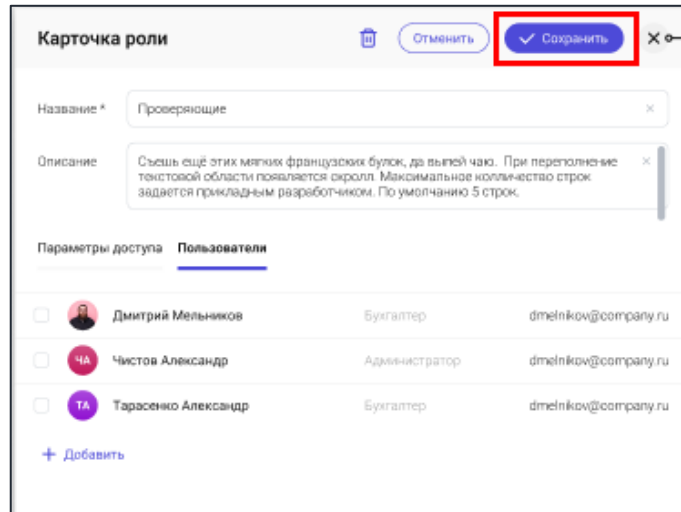 Карточка роли
Отменить
Сохранить
Название *
Проверяющие
Описание
Съешь ещё этих мягких французских булок, да выпей чаю. При переполнение
текстовой области появляется скролл. Максимальное колличество строк
задается прикладным разработчиком. По умолчанию 5 строк.
Параметры доступа Пользователи
Дмитрий Мельников Бухгалтер dmelnikov@company.ru
ЧА Чистов Александр Администратор dmelnikov@company.ru
ТА Тарасенко Александр Бухгалтер dmelnikov@company.ru
+ Добавить